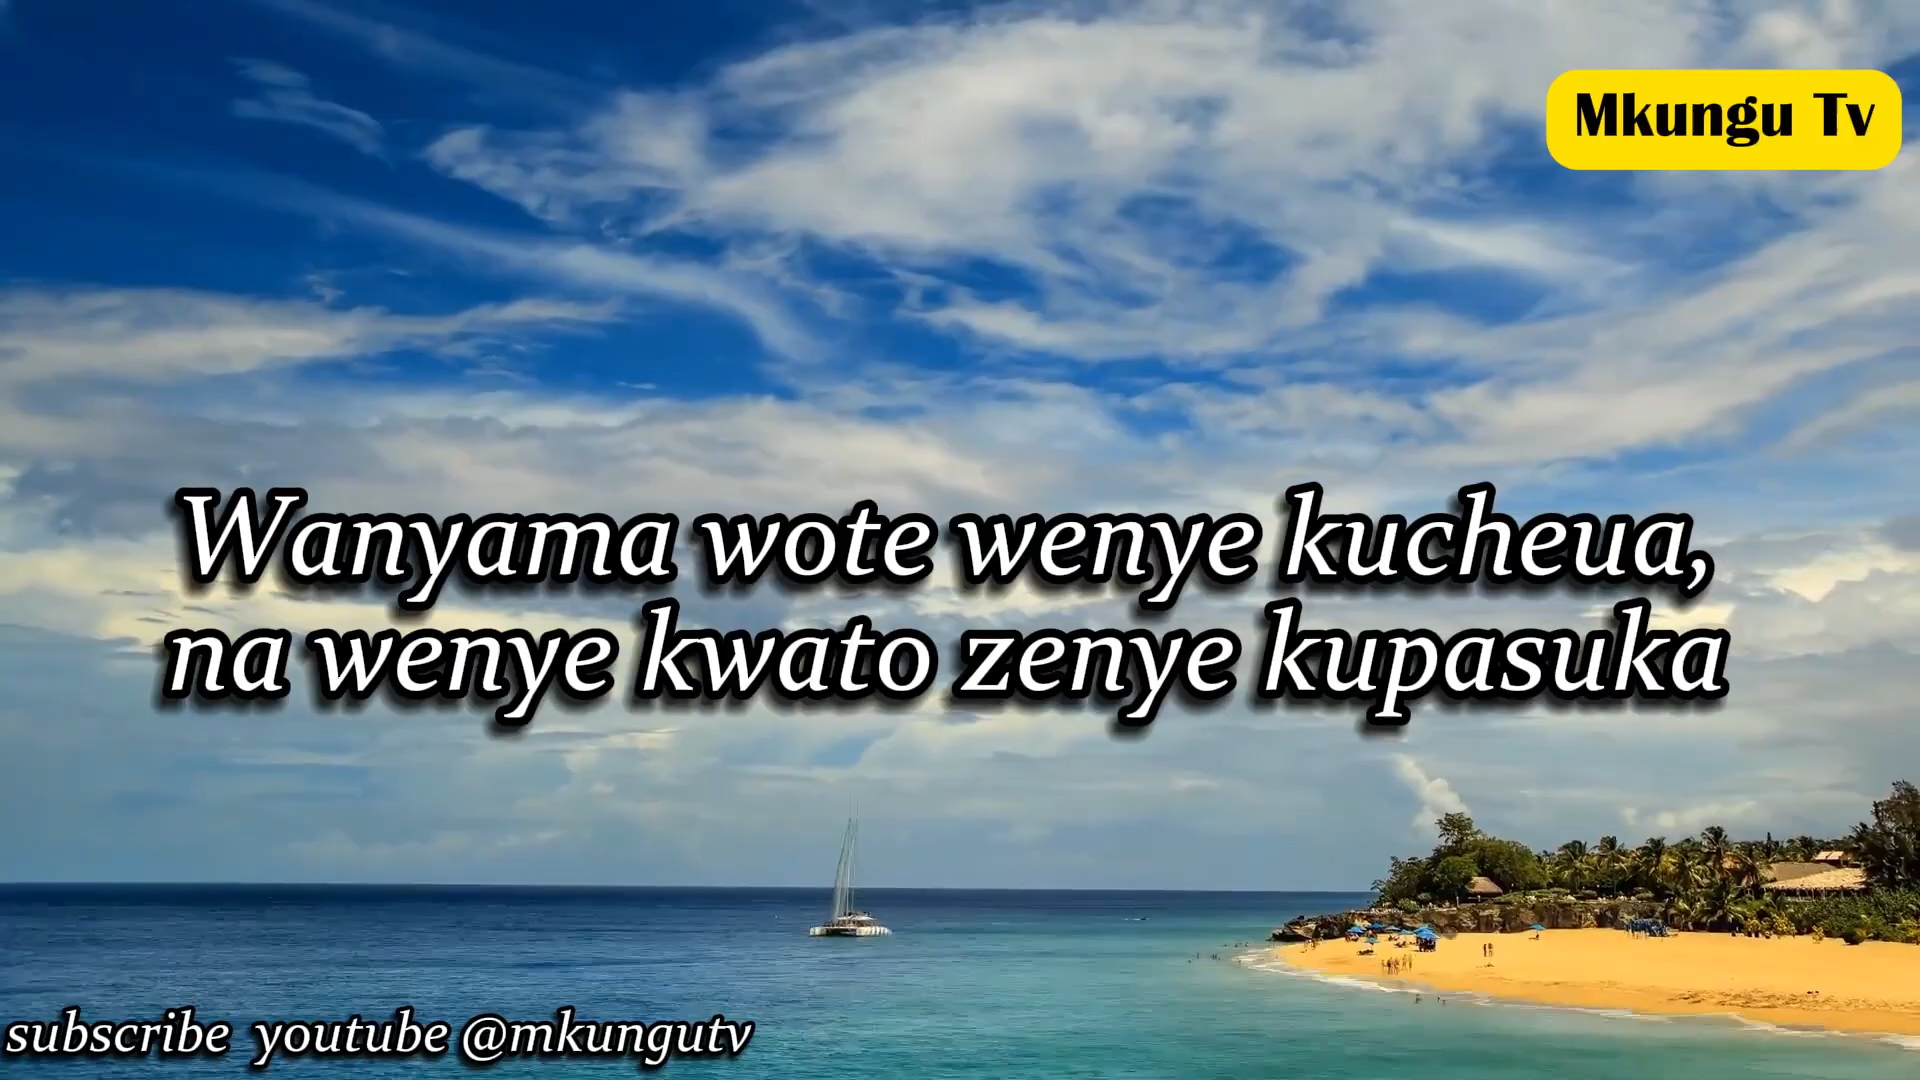 Mkungu Tv
Wanyama wote wenye kucheua,
na wenye kwato zenye kupasuka
subscribe youtube @mkungutv